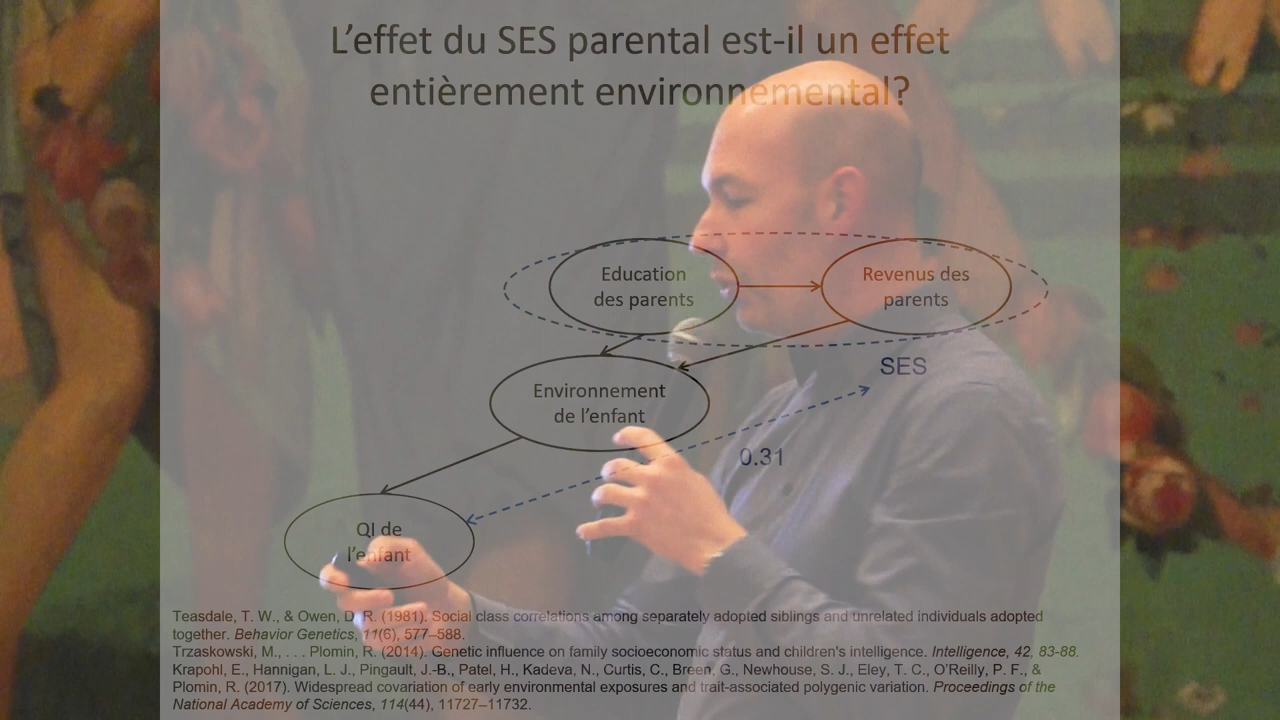 L’effet du SES parental est-il un effet
entièrement environnemental?
Education
des parents
Revenus des
parents
SES
Environnement
de l’enfant
0.31
QI de
l’enfant
Teasdale, T. W., & Owen, D. R. (1981). Social class correlations among separately adopted siblings and unrelated individuals adopted
together. Behavior Genetics, 11(6), 577–588.
Trzaskowski, M., . . . Plomin, R. (2014). Genetic influence on family socioeconomic status and children's intelligence. Intelligence, 42, 83-88.
Krapohl, E., Hannigan, L. J., Pingault, J.-B., Patel, H., Kadeva, N., Curtis, C., Breen, G., Newhouse, S. J., Eley, T. C., O’Reilly, P. F., &
Plomin, R. (2017). Widespread covariation of early environmental exposures and trait-associated polygenic variation. Proceedings of the
National Academy of Sciences, 114(44), 11727–11732.